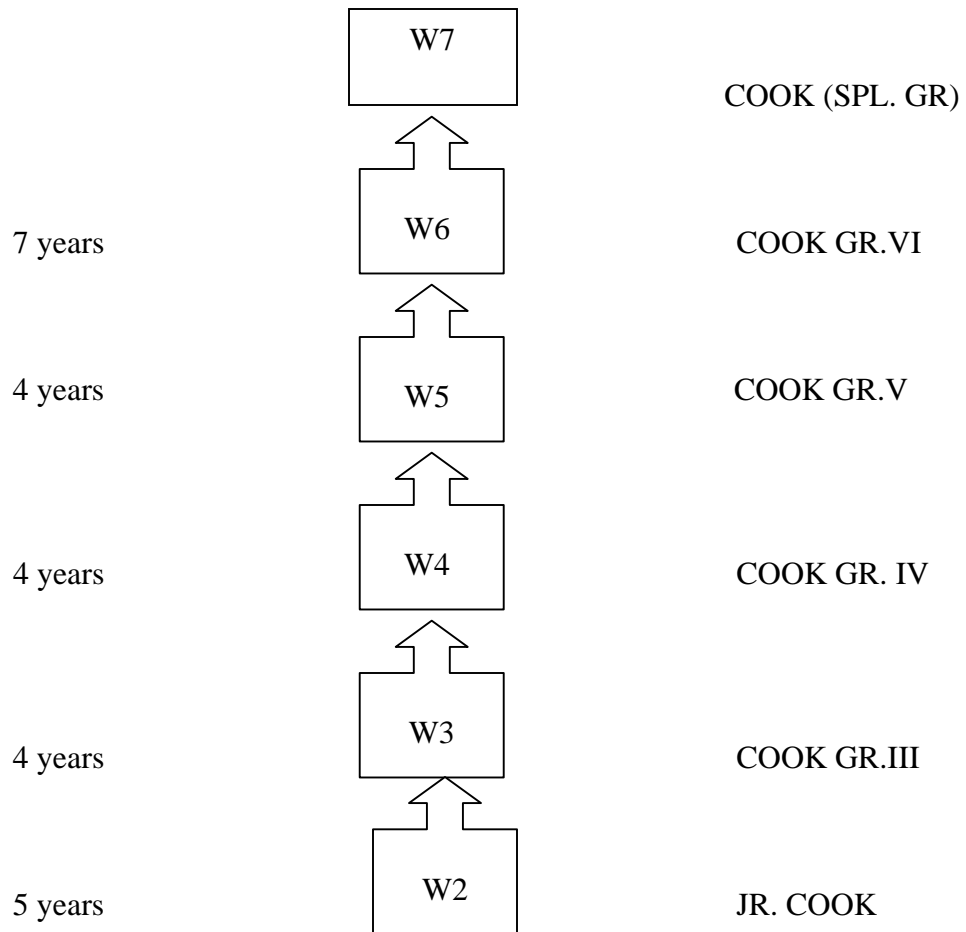 W7
COOK (SPL. GR)
7 years W6 COOK GR.VI
4 years W5 COOK GR.V
4 years W4 COOK GR. IV
4 years W3 COOK GR.III
5 years W2 JR. COOK